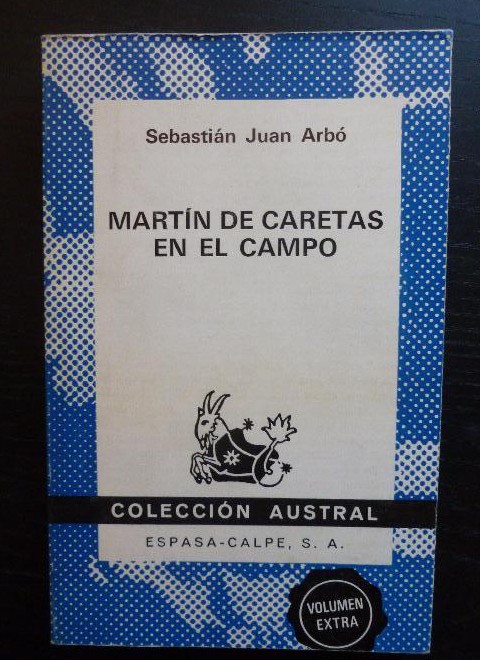 Sebastián Juan Arbó
MARTÍN DE CARETAS
EN EL CAMPO
COLECCIÓN AUSTRAL
ESPASA-CALPE, S. A.
VOLUMEN
EXTRA